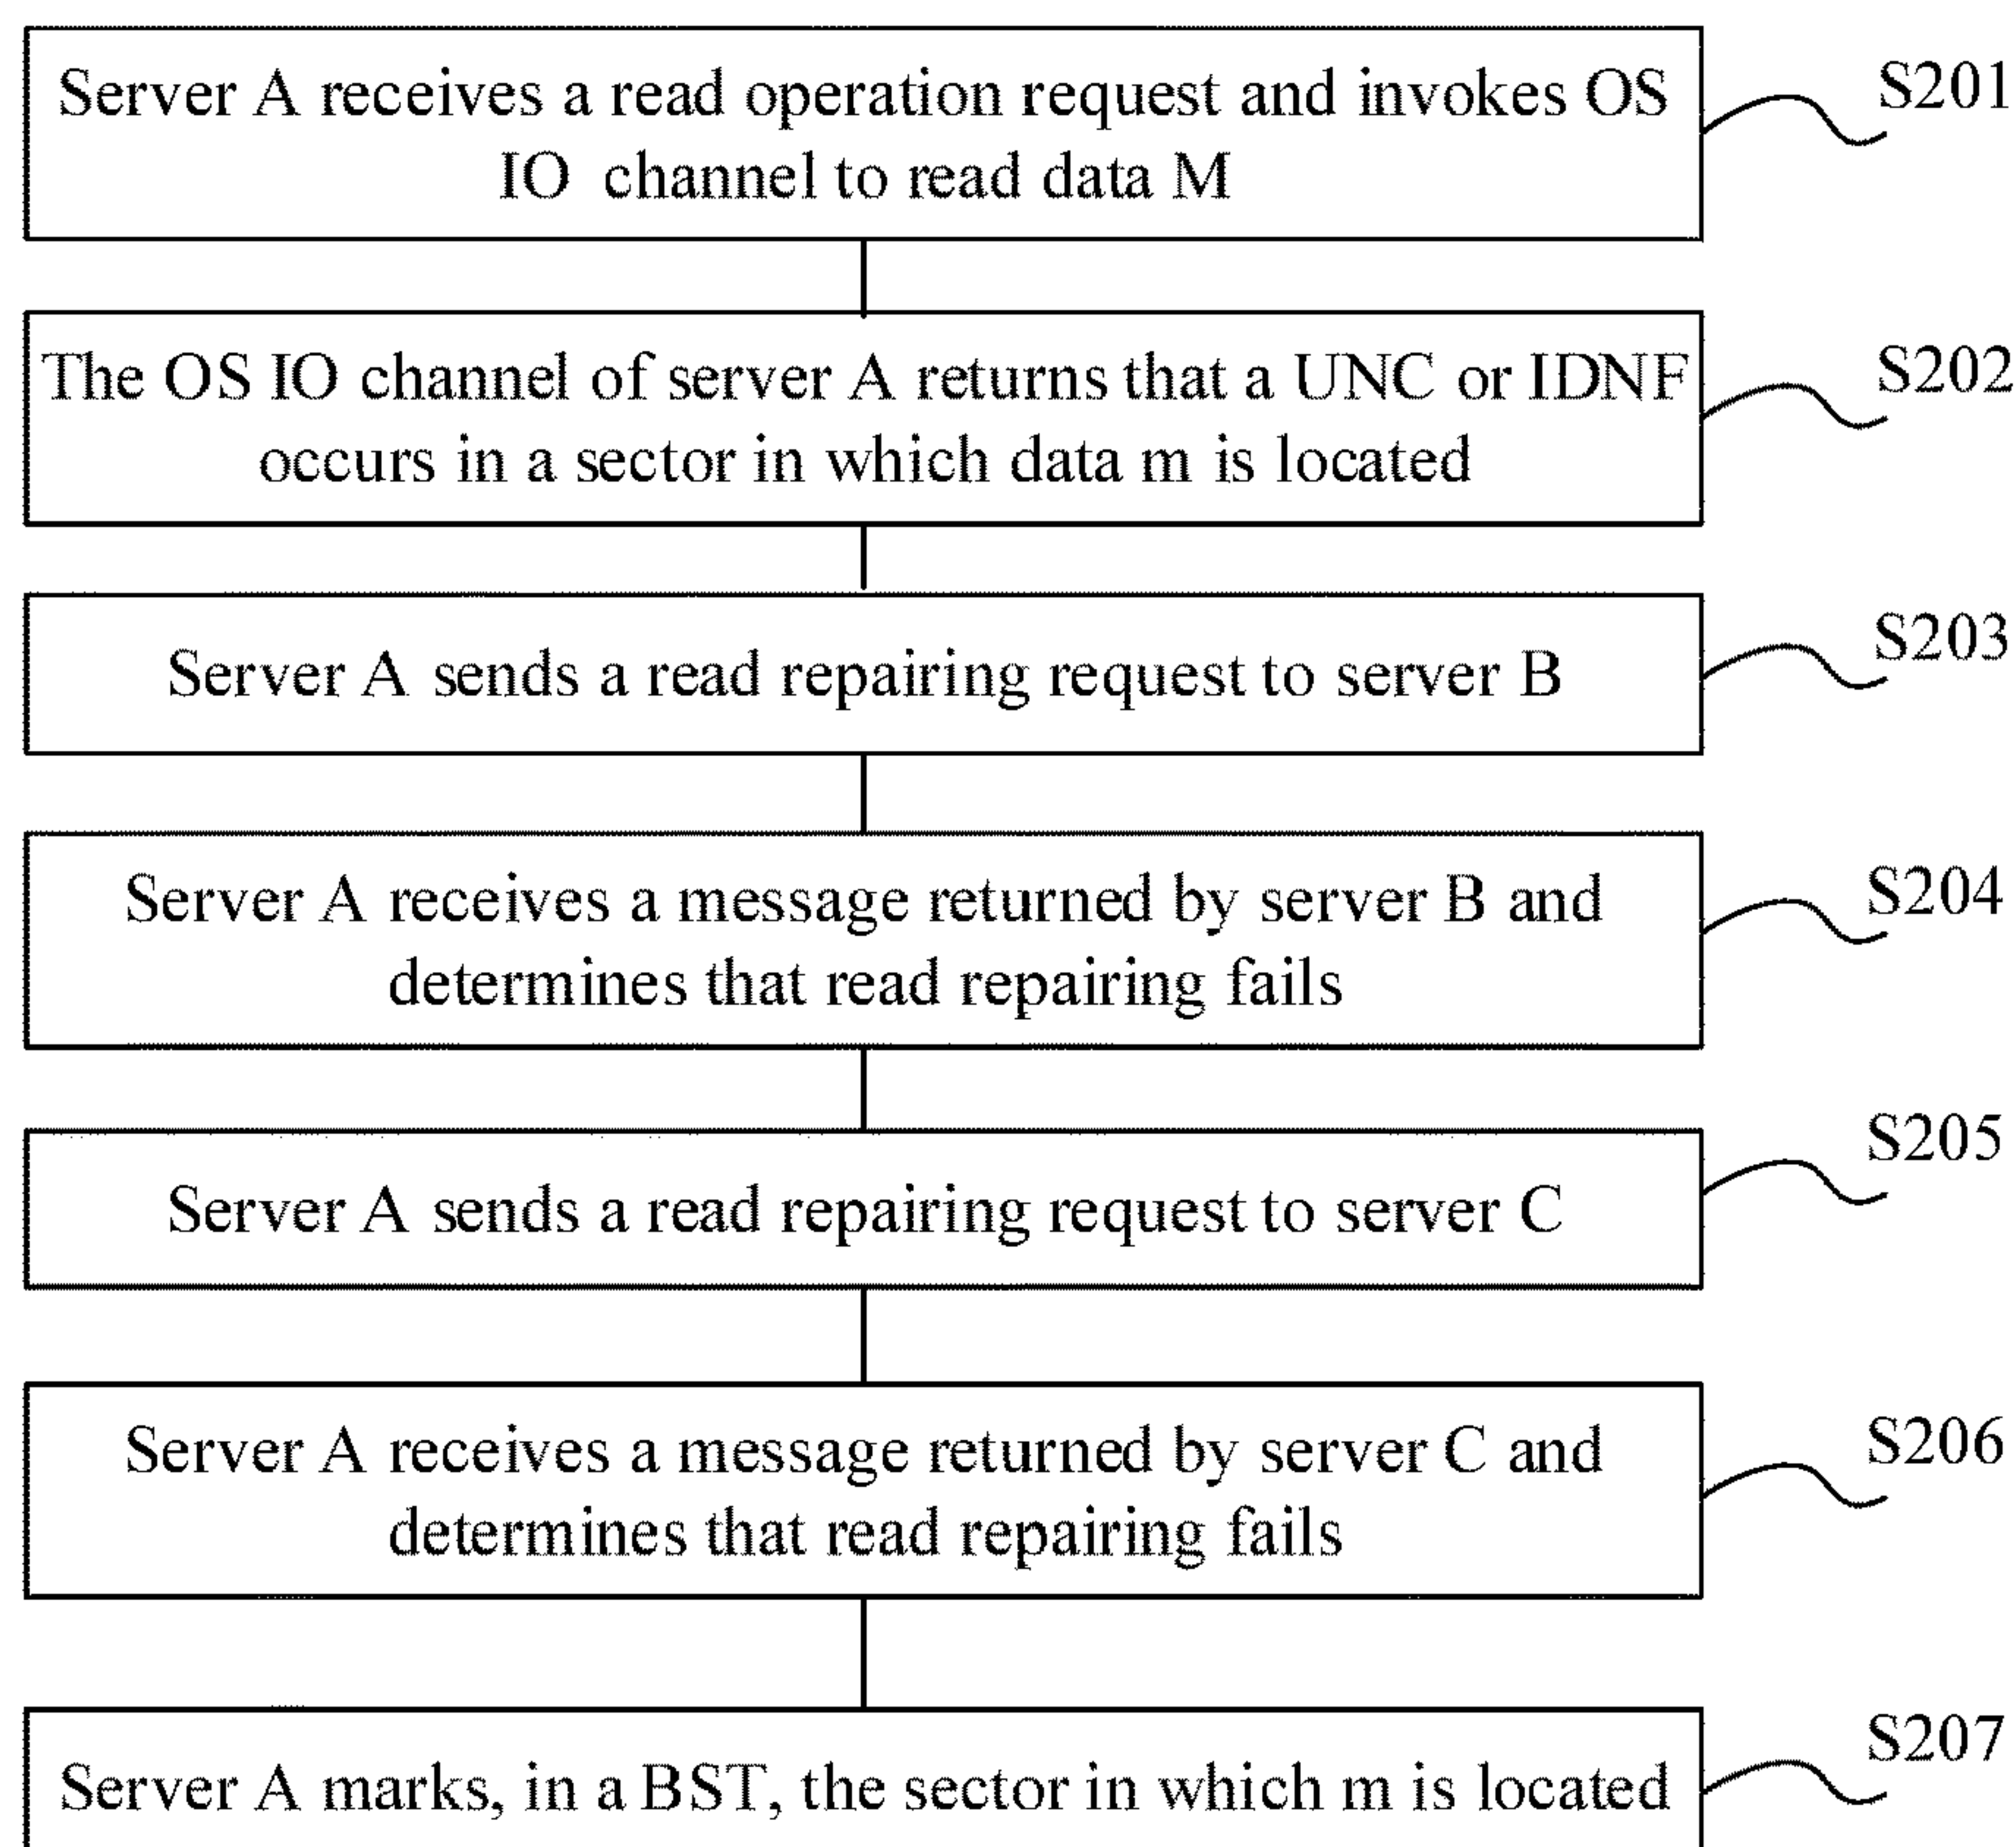 Server A receives a read operation request and invokes OS
IO channel to read data M
S201
The OS IO channel of server A returns that a UNC or IDNF
occurs in a sector in which data m is located
S202
Server A sends a read repairing request to server B
S203
Server A receives a message returned by server B and
determines that read repairing fails
S204
Server A sends a read repairing request to server C
S205
Server A receives a message returned by server C and
determines that read repairing fails
S206
Server A marks, in a BST, the sector in which m is located
S207